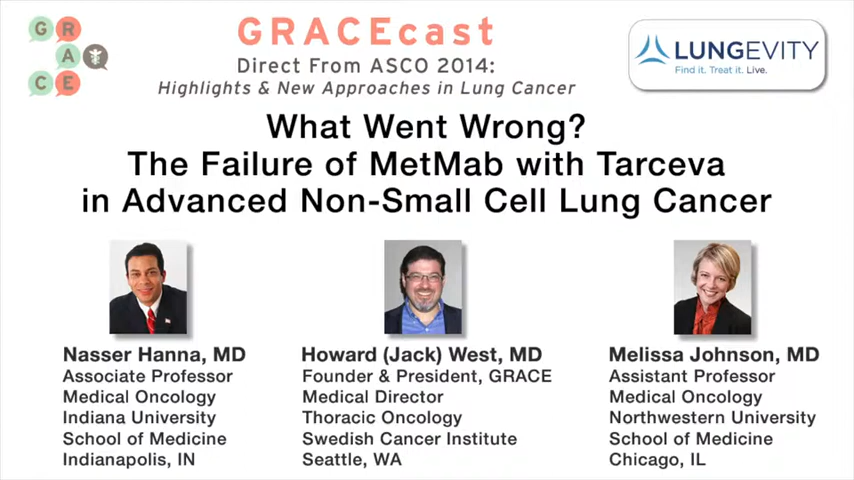 GRACE
GRACEcast
Direct From ASCO 2014:
Highlights & New Approaches in Lung Cancer
LUNGEVITY
Find it. Treat it. Live.
What Went Wrong?
The Failure of MetMab with Tarceva
in Advanced Non-Small Cell Lung Cancer
Nasser Hanna, MD
Associate Professor
Medical Oncology
Indiana University
School of Medicine
Indianapolis, IN
Howard (Jack) West, MD
Founder & President, GRACE
Medical Director
Thoracic Oncology
Swedish Cancer Institute
Seattle, WA
Melissa Johnson, MD
Assistant Professor
Medical Oncology
Northwestern University
School of Medicine
Chicago, IL